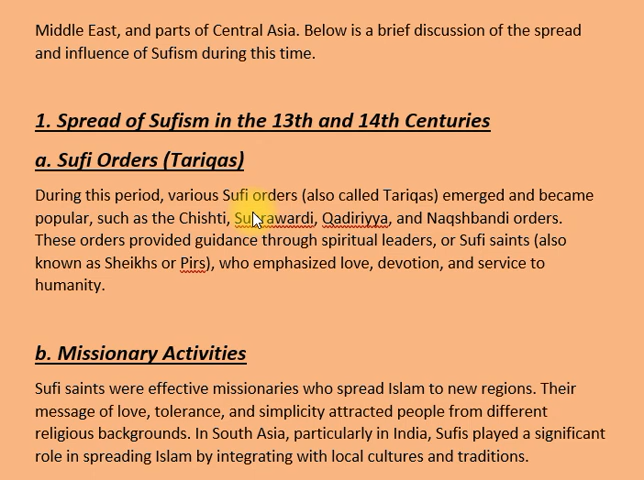 Middle East, and parts of Central Asia. Below is a brief discussion of the spread
and influence of Sufism during this time.
1. Spread of Sufism in the 13th and 14th Centuries
a. Sufi Orders (Tariqas)
During this period, various Sufi orders (also called Tariqas) emerged and became
popular, such as the Chishti, Suhrawardi, Qadiriyya, and Naqshbandi orders.
These orders provided guidance through spiritual leaders, or Sufi saints (also
known as Sheikhs or Pirs), who emphasized love, devotion, and service to
humanity.
b. Missionary Activities
Sufi saints were effective missionaries who spread Islam to new regions. Their
message of love, tolerance, and simplicity attracted people from different
religious backgrounds. In South Asia, particularly in India, Sufis played a significant
role in spreading Islam by integrating with local cultures and traditions.